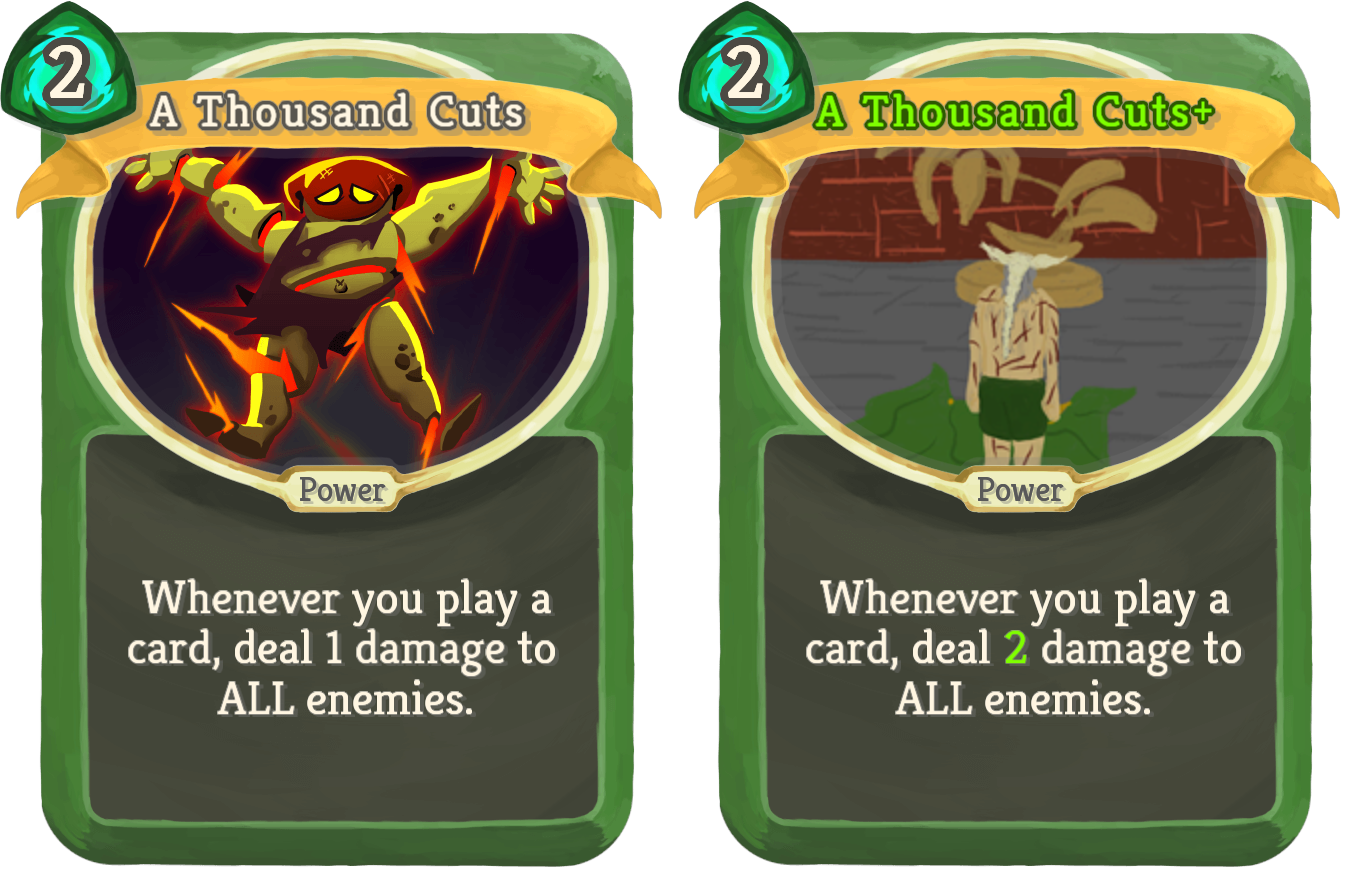 2
A Thousand Cuts
Power
Whenever you play a
card, deal 1 damage to
ALL enemies.
2
A Thousand Cuts+
Power
Whenever you play a
card, deal 2 damage to
ALL enemies.